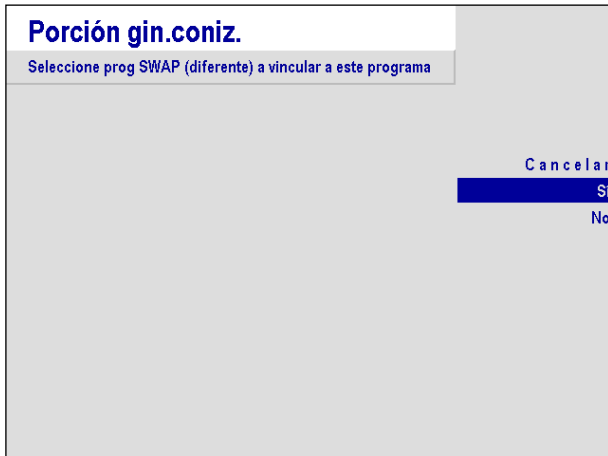 Porción gin.coniz.
Seleccione prog SWAP (diferente) a vincular a este programa
Cancelar
Sí
No